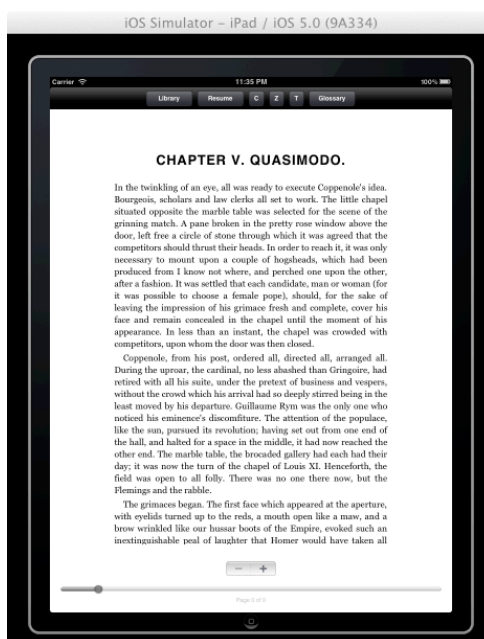 iOS Simulator – iPad / iOS 5.0 (9A334)
Carrier 11:35 PM 100%
Library Resume C Z T Glossary
CHAPTER V. QUASIMODO.
In the twinkling of an eye, all was ready to execute Coppenole's idea.
Bourgeois, scholars and law clerks all set to work. The little chapel
situated opposite the marble table was selected for the scene of the
grinning match. A pane broken in the pretty rose window above the
door, left free a circle of stone through which it was agreed that the
competitors should thrust their heads. In order to reach it, it was only
necessary to mount upon a couple of hogsheads, which had been
produced from I know not where, and perched one upon the other,
after a fashion. It was settled that each candidate, man or woman (for
it was possible to choose a female pope), should, for the sake of
leaving the impression of his grimace fresh and complete, cover his
face and remain concealed in the chapel until the moment of his
appearance. In less than an instant, the chapel was crowded with
competitors, upon whom the door was then closed.
Coppenole, from his post, ordered all, directed all, arranged all.
During the uproar, the cardinal, no less abashed than Gringoire, had
retired with all his suite, under the pretext of business and vespers,
without the crowd which his arrival had so deeply stirred being in the
least moved by his departure. Guillaume Rym was the only one who
noticed his eminence's discomfiture. The attention of the populace,
like the sun, pursued its revolution; having set out from one end of
the hall, and halted for a space in the middle, it had now reached the
other end. The marble table, the brocaded gallery had each had their
day; it was now the turn of the chapel of Louis XI. Henceforth, the
field was open to all folly. There was no one there now, but the
Flemings and the rabble.
The grimaces began. The first face which appeared at the aperture,
with eyelids turned up to the reds, a mouth open like a maw, and a
brow wrinkled like our hussar boots of the Empire, evoked such an
inextinguishable peal of laughter that Homer would have taken all
− +
Page 0 of 0